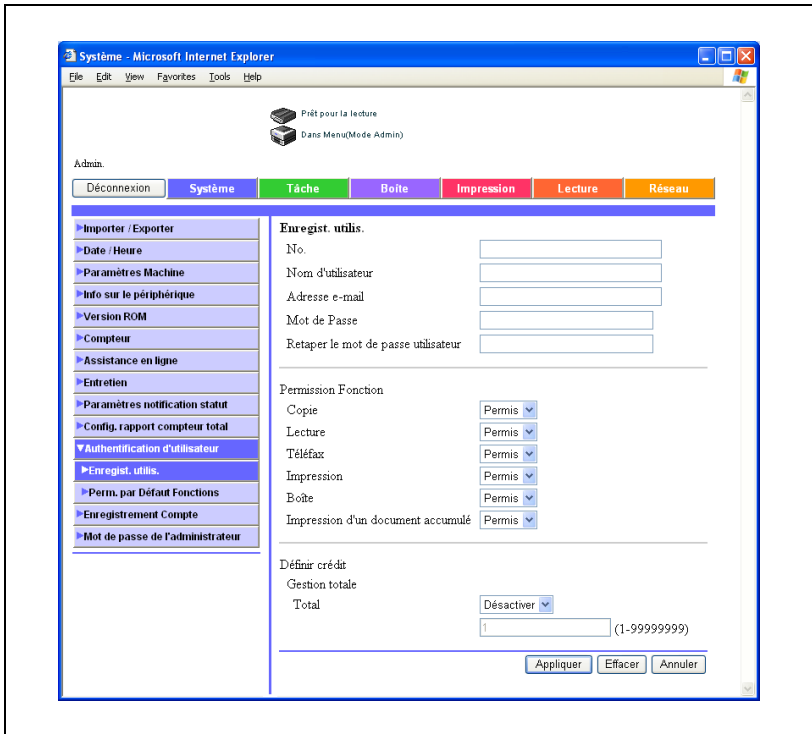 Système - Microsoft Internet Explorer
File Edit View Favorites Tools Help
Prêt pour la lecture
Dans Menu(Mode Admin)
Admin.
Déconnexion Système Tâche Boîte Impression Lecture Réseau
Importer / Exporter
Date / Heure
Paramètres Machine
Info sur le périphérique
Version ROM
Compteur
Assistance en ligne
Entretien
Paramètres notification statut
Config. rapport compteur total
Authentification d'utilisateur
Enregist. utilis.
Perm. par Défaut Fonctions
Enregistrement Compte
Mot de passe de l'administrateur
Enregist. utilis.
No.
Nom d'utilisateur
Adresse e-mail
Mot de Passe
Retaper le mot de passe utilisateur
Permission Fonction
Copie Permis
Lecture Permis
Téléfax Permis
Impression Permis
Boîte Permis
Impression d'un document accumulé Permis
Définir crédit
Gestion totale
Total Désactiver
1 (1-99999999)
Appliquer Effacer Annuler